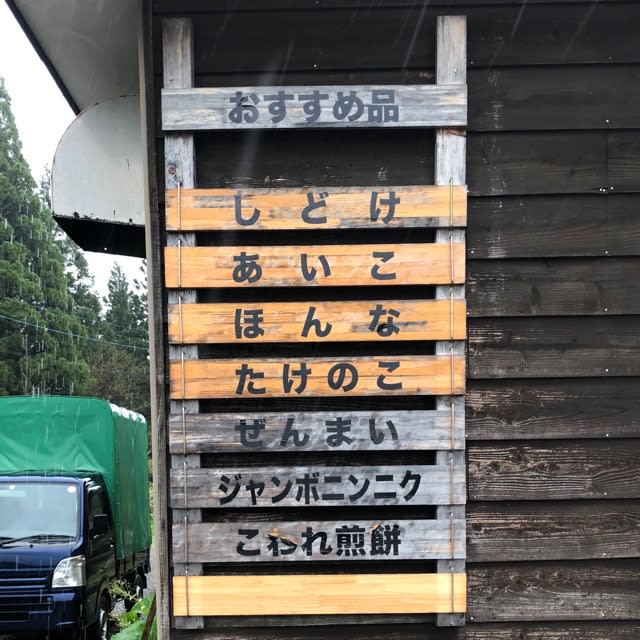 おすすめ品
しどけ
あいこ
ほんな
たけのこ
ぜんまい
ジャンボニンニク
こわれ煎餅